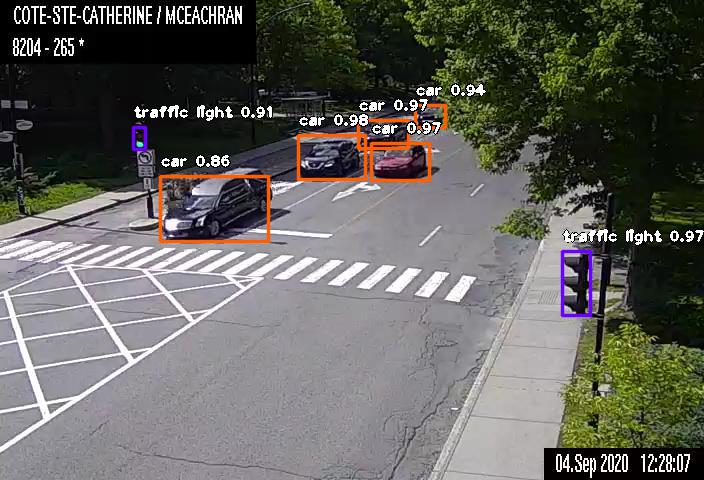 COTE-STE-CATHERINE / MCEACHRAN
8204 - 265 *
car 0.94
car 0.97
traffic light 0.91
car 0.98
car 0.97
car 0.86
traffic light 0.97
04.Sep 2020 12:28:07